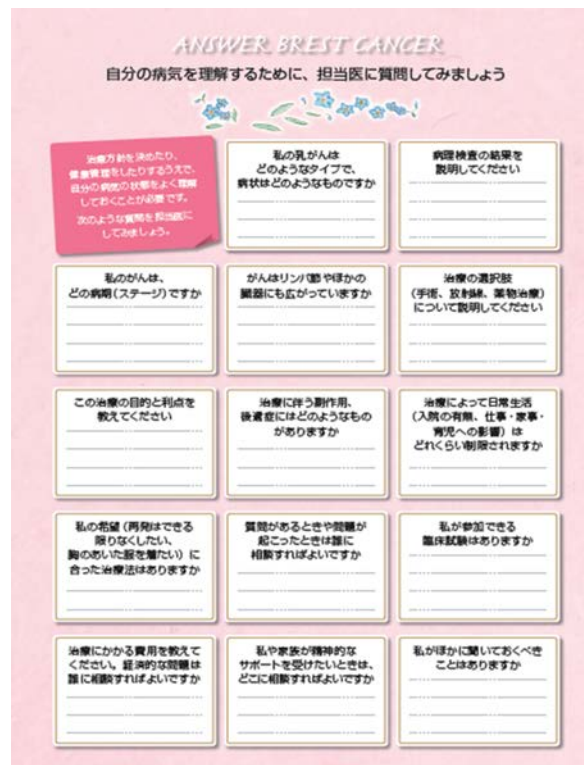 ANSWER BREST CANCER
自分の病気を理解するために、担当医に質問してみましょう
治療方針を決めたり、
健康管理をしたりするうえで、
自分の病気の状態をよく理解
しておくことが必要です。
次のような質問を担当医に
してみましょう。
私の乳がんは
どのようなタイプで、
病状はどのようなものですか
病理検査の結果を
説明してください
私のがんは、
どの病期(ステージ)ですか
がんはリンパ節やほかの
臓器にも広がっていますか
治療の選択肢
(手術、放射線、薬物治療)
について説明してください
この治療の目的と利点を
教えてください
治療に伴う副作用、
後遺症にはどのようなもの
がありますか
治療によって日常生活
(入院の有無、仕事・家事・
育児への影響)は
どれくらい制限されますか
私の希望(再発はできる
限りなくしたい、
胸のあいた服を着たい)に
合った治療法はありますか
質問があるときや問題が
起こったときは誰に
相談すればよいですか
私が参加できる
臨床試験はありますか
治療にかかる費用を教えて
ください。経済的な問題は
誰に相談すればよいですか
私や家族が精神的な
サポートを受けたいときは、
どこに相談すればよいですか
私がほかに聞いておくべき
ことはありますか